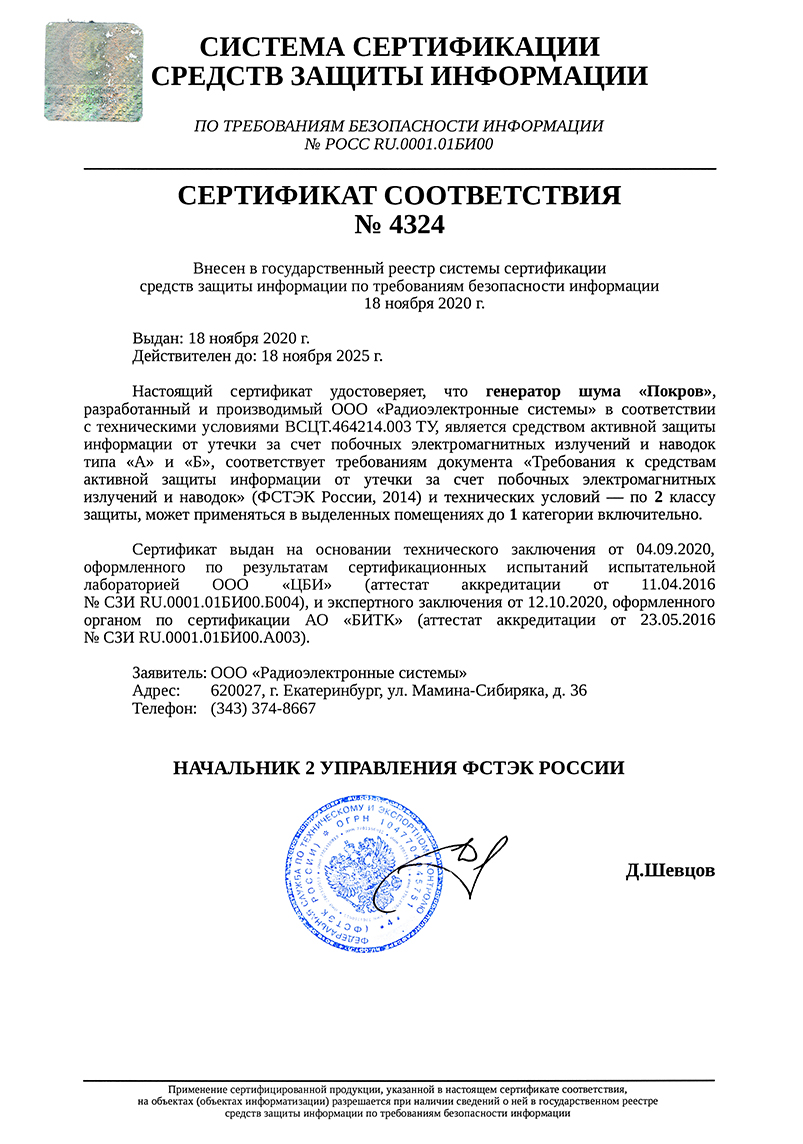 СИСТЕМА СЕРТИФИКАЦИИ
СРЕДСТВ ЗАЩИТЫ ИНФОРМАЦИИ
ПО ТРЕБОВАНИЯМ БЕЗОПАСНОСТИ ИНФОРМАЦИИ
№ РОСС RU.0001.01БИ00
СЕРТИФИКАТ СООТВЕТСТВИЯ
№ 4324
Внесен в государственный реестр системы сертификации
средств защиты информации по требованиям безопасности информации
18 ноября 2020 г.
Выдан: 18 ноября 2020 г.
Действителен до: 18 ноября 2025 г.
Настоящий сертификат удостоверяет, что генератор шума «Покров»,
разработанный и производимый ООО «Радиоэлектронные системы» в соответствии
с техническими условиями ВСЦТ.464214.003 ТУ, является средством активной защиты
информации от утечки за счет побочных электромагнитных излучений и наводок
типа «А» и «Б», соответствует требованиям документа «Требования к средствам
активной защиты информации от утечки за счет побочных электромагнитных
излучений и наводок» (ФСТЭК России, 2014) и технических условий — по 2 классу
защиты, может применяться в выделенных помещениях до 1 категории включительно.
Сертификат выдан на основании технического заключения от 04.09.2020,
оформленного по результатам сертификационных испытаний испытательной
лабораторией ООО «ЦБИ» (аттестат аккредитации от 11.04.2016
№ СЗИ RU.0001.01БИ00.Б004), и экспертного заключения от 12.10.2020, оформленного
органом по сертификации АО «БИТК» (аттестат аккредитации от 23.05.2016
№ СЗИ RU.0001.01БИ00.А003).
Заявитель: ООО «Радиоэлектронные системы»
Адрес: 620027, г. Екатеринбург, ул. Мамина-Сибиряка, д. 36
Телефон: (343) 374-8667
НАЧАЛЬНИК 2 УПРАВЛЕНИЯ ФСТЭК РОССИИ
ФЕДЕРАЛЬНАЯ СЛУЖБА ПО ТЕХНИЧЕСКОМУ И ЭКСПОРТНОМУ КОНТРОЛЮ
(ФСТЭК РОССИИ)
ОГРН
Д.Шевцов
Применение сертифицированной продукции, указанной в настоящем сертификате соответствия,
на объектах (объектах информатизации) разрешается при наличии сведений о ней в государственном реестре
средств защиты информации по требованиям безопасности информации